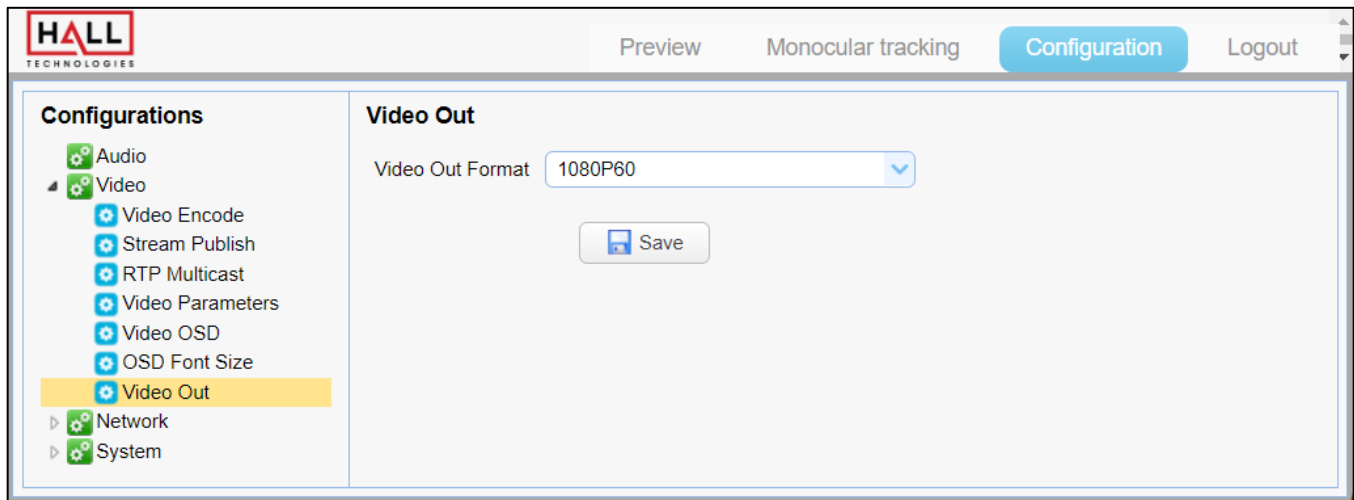 HALL
TECHNOLOGIES
Preview
Monocular tracking
Configuration
Logout
Configurations
Audio
Video
Video Encode
Stream Publish
RTP Multicast
Video Parameters
Video OSD
OSD Font Size
Video Out
Network
System
Video Out
Video Out Format 1080P60
Save